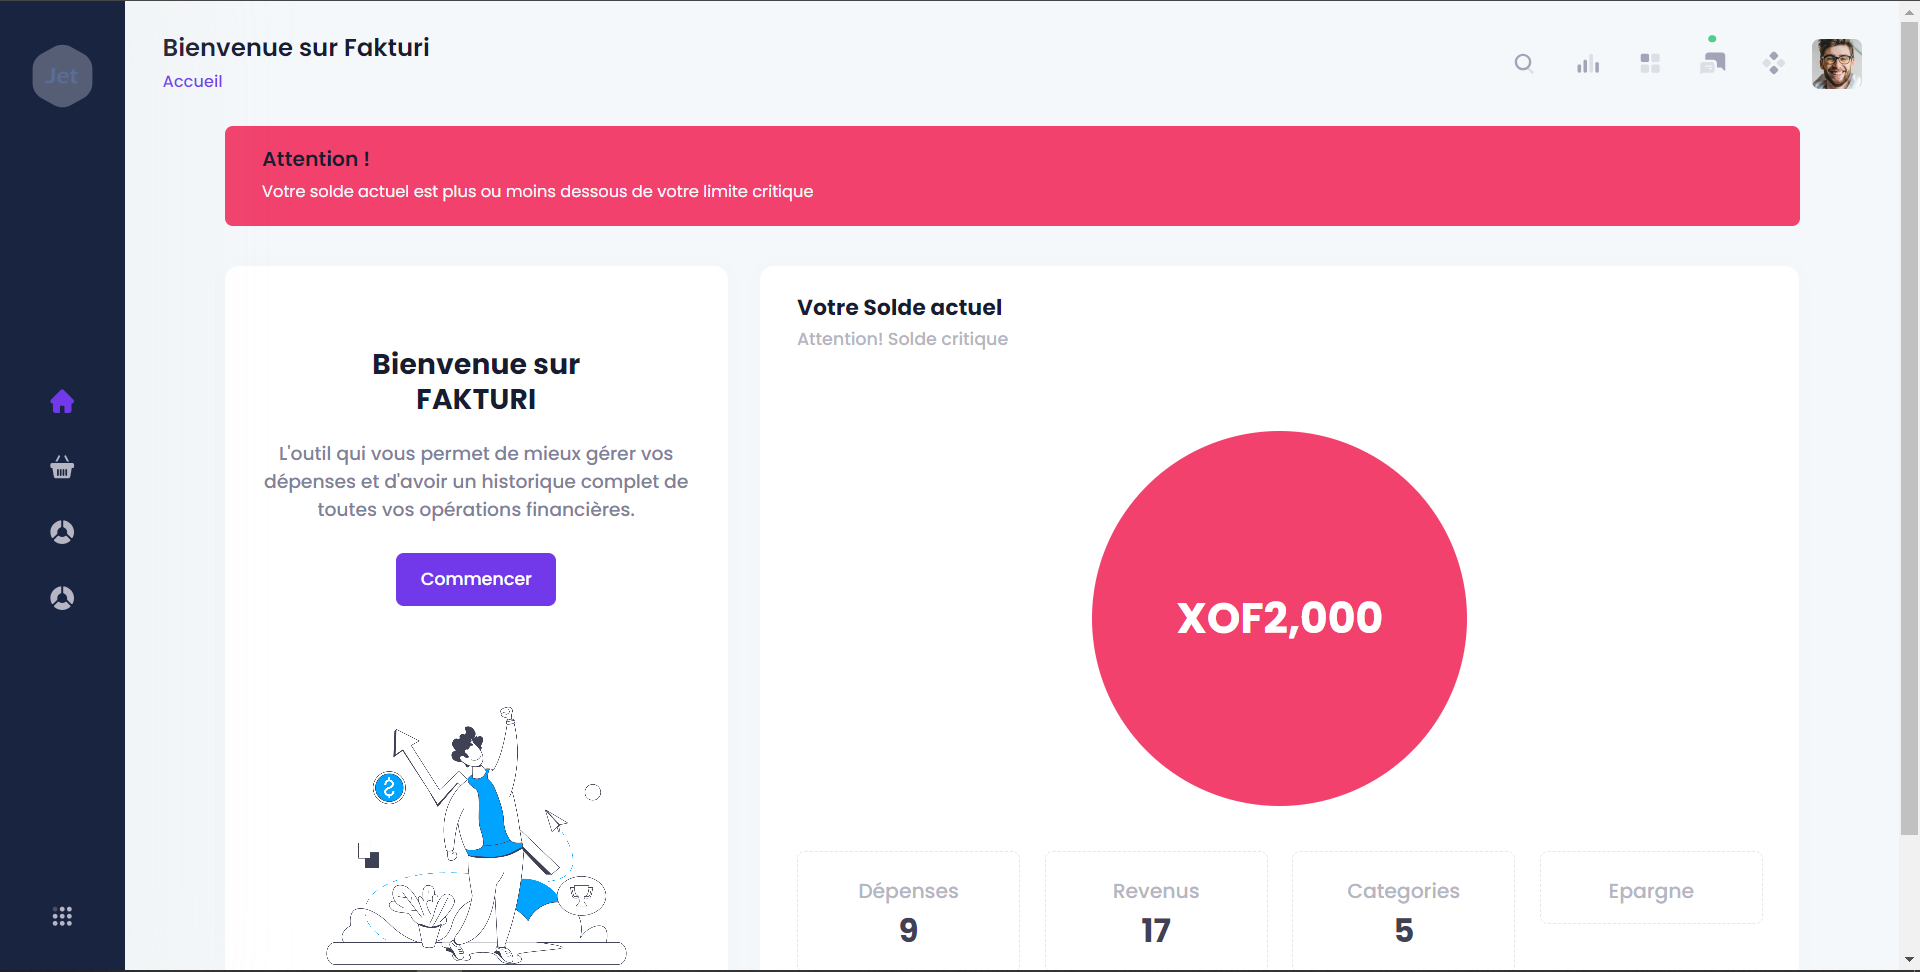 Jet
Bienvenue sur Fakturi
Accueil
Attention !
Votre solde actuel est plus ou moins dessous de votre limite critique
Bienvenue sur
FAKTURI
L'outil qui vous permet de mieux gérer vos
dépenses et d'avoir un historique complet de
toutes vos opérations financières.
Commencer
Votre Solde actuel
Attention! Solde critique
XOF2,000
Dépenses
9
Revenus
17
Categories
5
Epargne